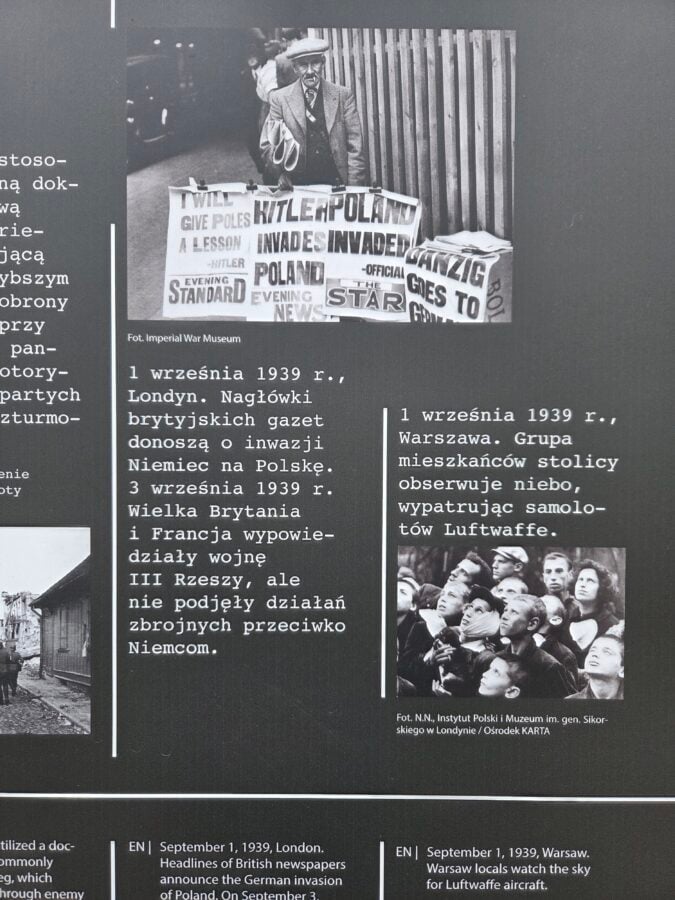 I WILL
GIVE POLES
A LESSON
-HITLER
EVENING
STANDARD
HITLER
INVADES
POLAND
EVENING
NEWS
POLAND
INVADED
-OFFICIAL
THE
STAR
DANZIG
GOES TO
Fot. Imperial War Museum
stoso-
ną dok-
wą
rie-
jącą
ybszym
obrony
przy
pan-
otory-
partych
zturmo-
enie
oty
1 września 1939 r.,
Londyn. Nagłówki
brytyjskich gazet
donoszą o inwazji
Niemiec na Polskę.
3 września 1939 r.
Wielka Brytania
i Francja wypowie-
działy wojnę
III Rzeszy, ale
nie podjęły działań
zbrojnych przeciwko
Niemcom.
1 września 1939 r.,
Warszawa. Grupa
mieszkańców stolicy
obserwuje niebo,
wypatrując samolo-
tów Luftwaffe.
Fot. N.N., Instytut Polski i Muzeum im. gen. Sikor-
skiego w Londynie / Ośrodek KARTA
tilized a doc-
ommonly
eg, which
hrough enemy
EN | September 1, 1939, London.
Headlines of British newspapers
announce the German invasion
of Poland. On September 3,
EN | September 1, 1939, Warsaw.
Warsaw locals watch the sky
for Luftwaffe aircraft.